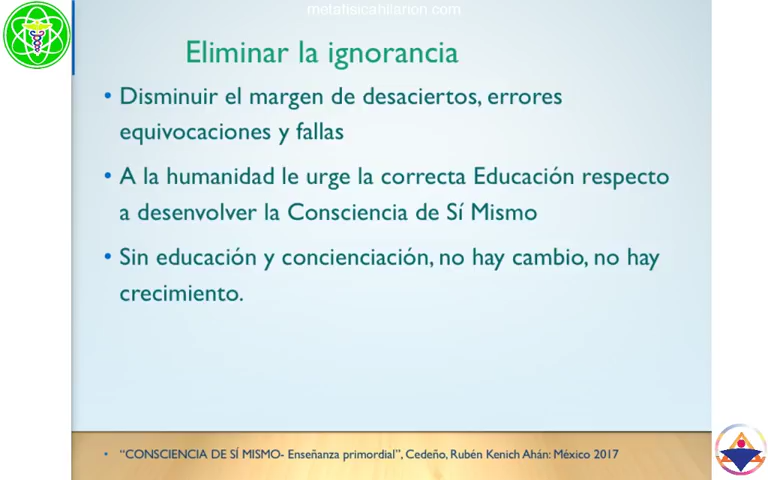 metafisicahilarion.com
Eliminar la ignorancia
• Disminuir el margen de desaciertos, errores
equivocaciones y fallas
• A la humanidad le urge la correcta Educación respecto
a desenvolver la Consciencia de Sí Mismo
• Sin educación y concienciación, no hay cambio, no hay
crecimiento.
• “CONSCIENCIA DE SÍ MISMO- Enseñanza primordial”, Cedeño, Rubén Kenich Ahán: México 2017